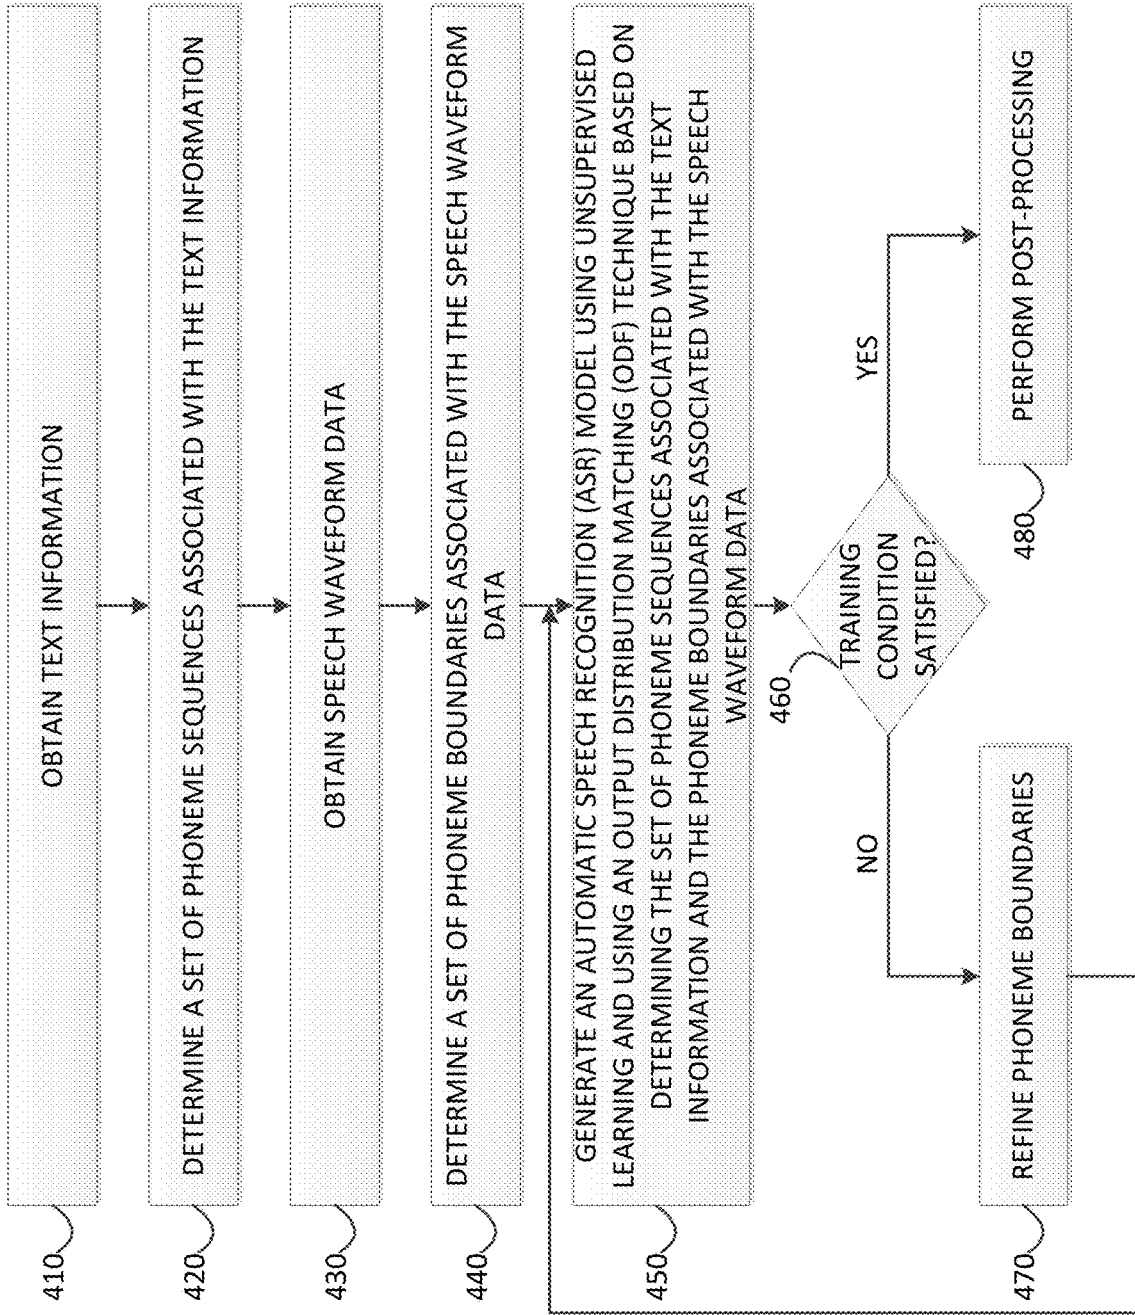 410
OBTAIN TEXT INFORMATION
420
DETERMINE A SET OF PHONEME SEQUENCES ASSOCIATED WITH THE TEXT INFORMATION
430
OBTAIN SPEECH WAVEFORM DATA
440
DETERMINE A SET OF PHONEME BOUNDARIES ASSOCIATED WITH THE SPEECH WAVEFORM
DATA
450
GENERATE AN AUTOMATIC SPEECH RECOGNITION (ASR) MODEL USING UNSUPERVISED
LEARNING AND USING AN OUTPUT DISTRIBUTION MATCHING (ODF) TECHNIQUE BASED ON
DETERMINING THE SET OF PHONEME SEQUENCES ASSOCIATED WITH THE TEXT
INFORMATION AND THE PHONEME BOUNDARIES ASSOCIATED WITH THE SPEECH
WAVEFORM DATA
460
TRAINING
CONDITION
SATISFIED?
NO
YES
470
REFINE PHONEME BOUNDARIES
480
PERFORM POST-PROCESSING